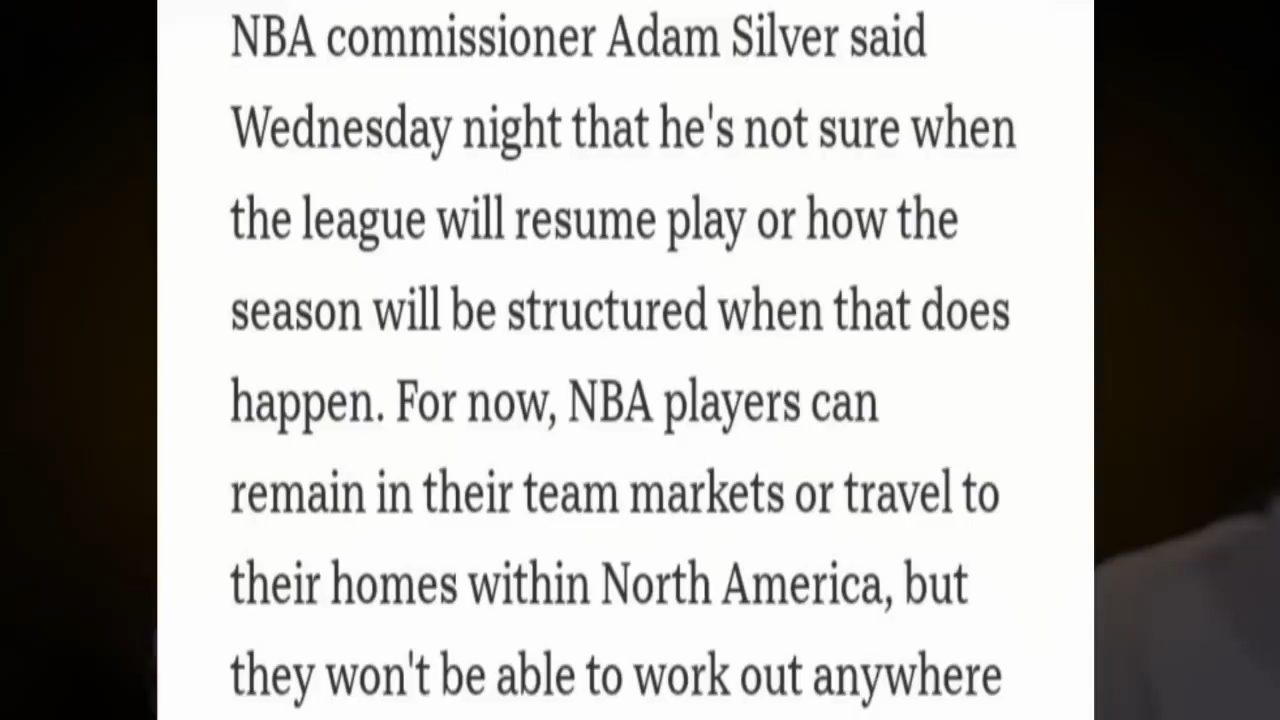 NBA commissioner Adam Silver said
Wednesday night that he's not sure when
the league will resume play or how the
season will be structured when that does
happen. For now, NBA players can
remain in their team markets or travel to
their homes within North America, but
they won't be able to work out anywhere